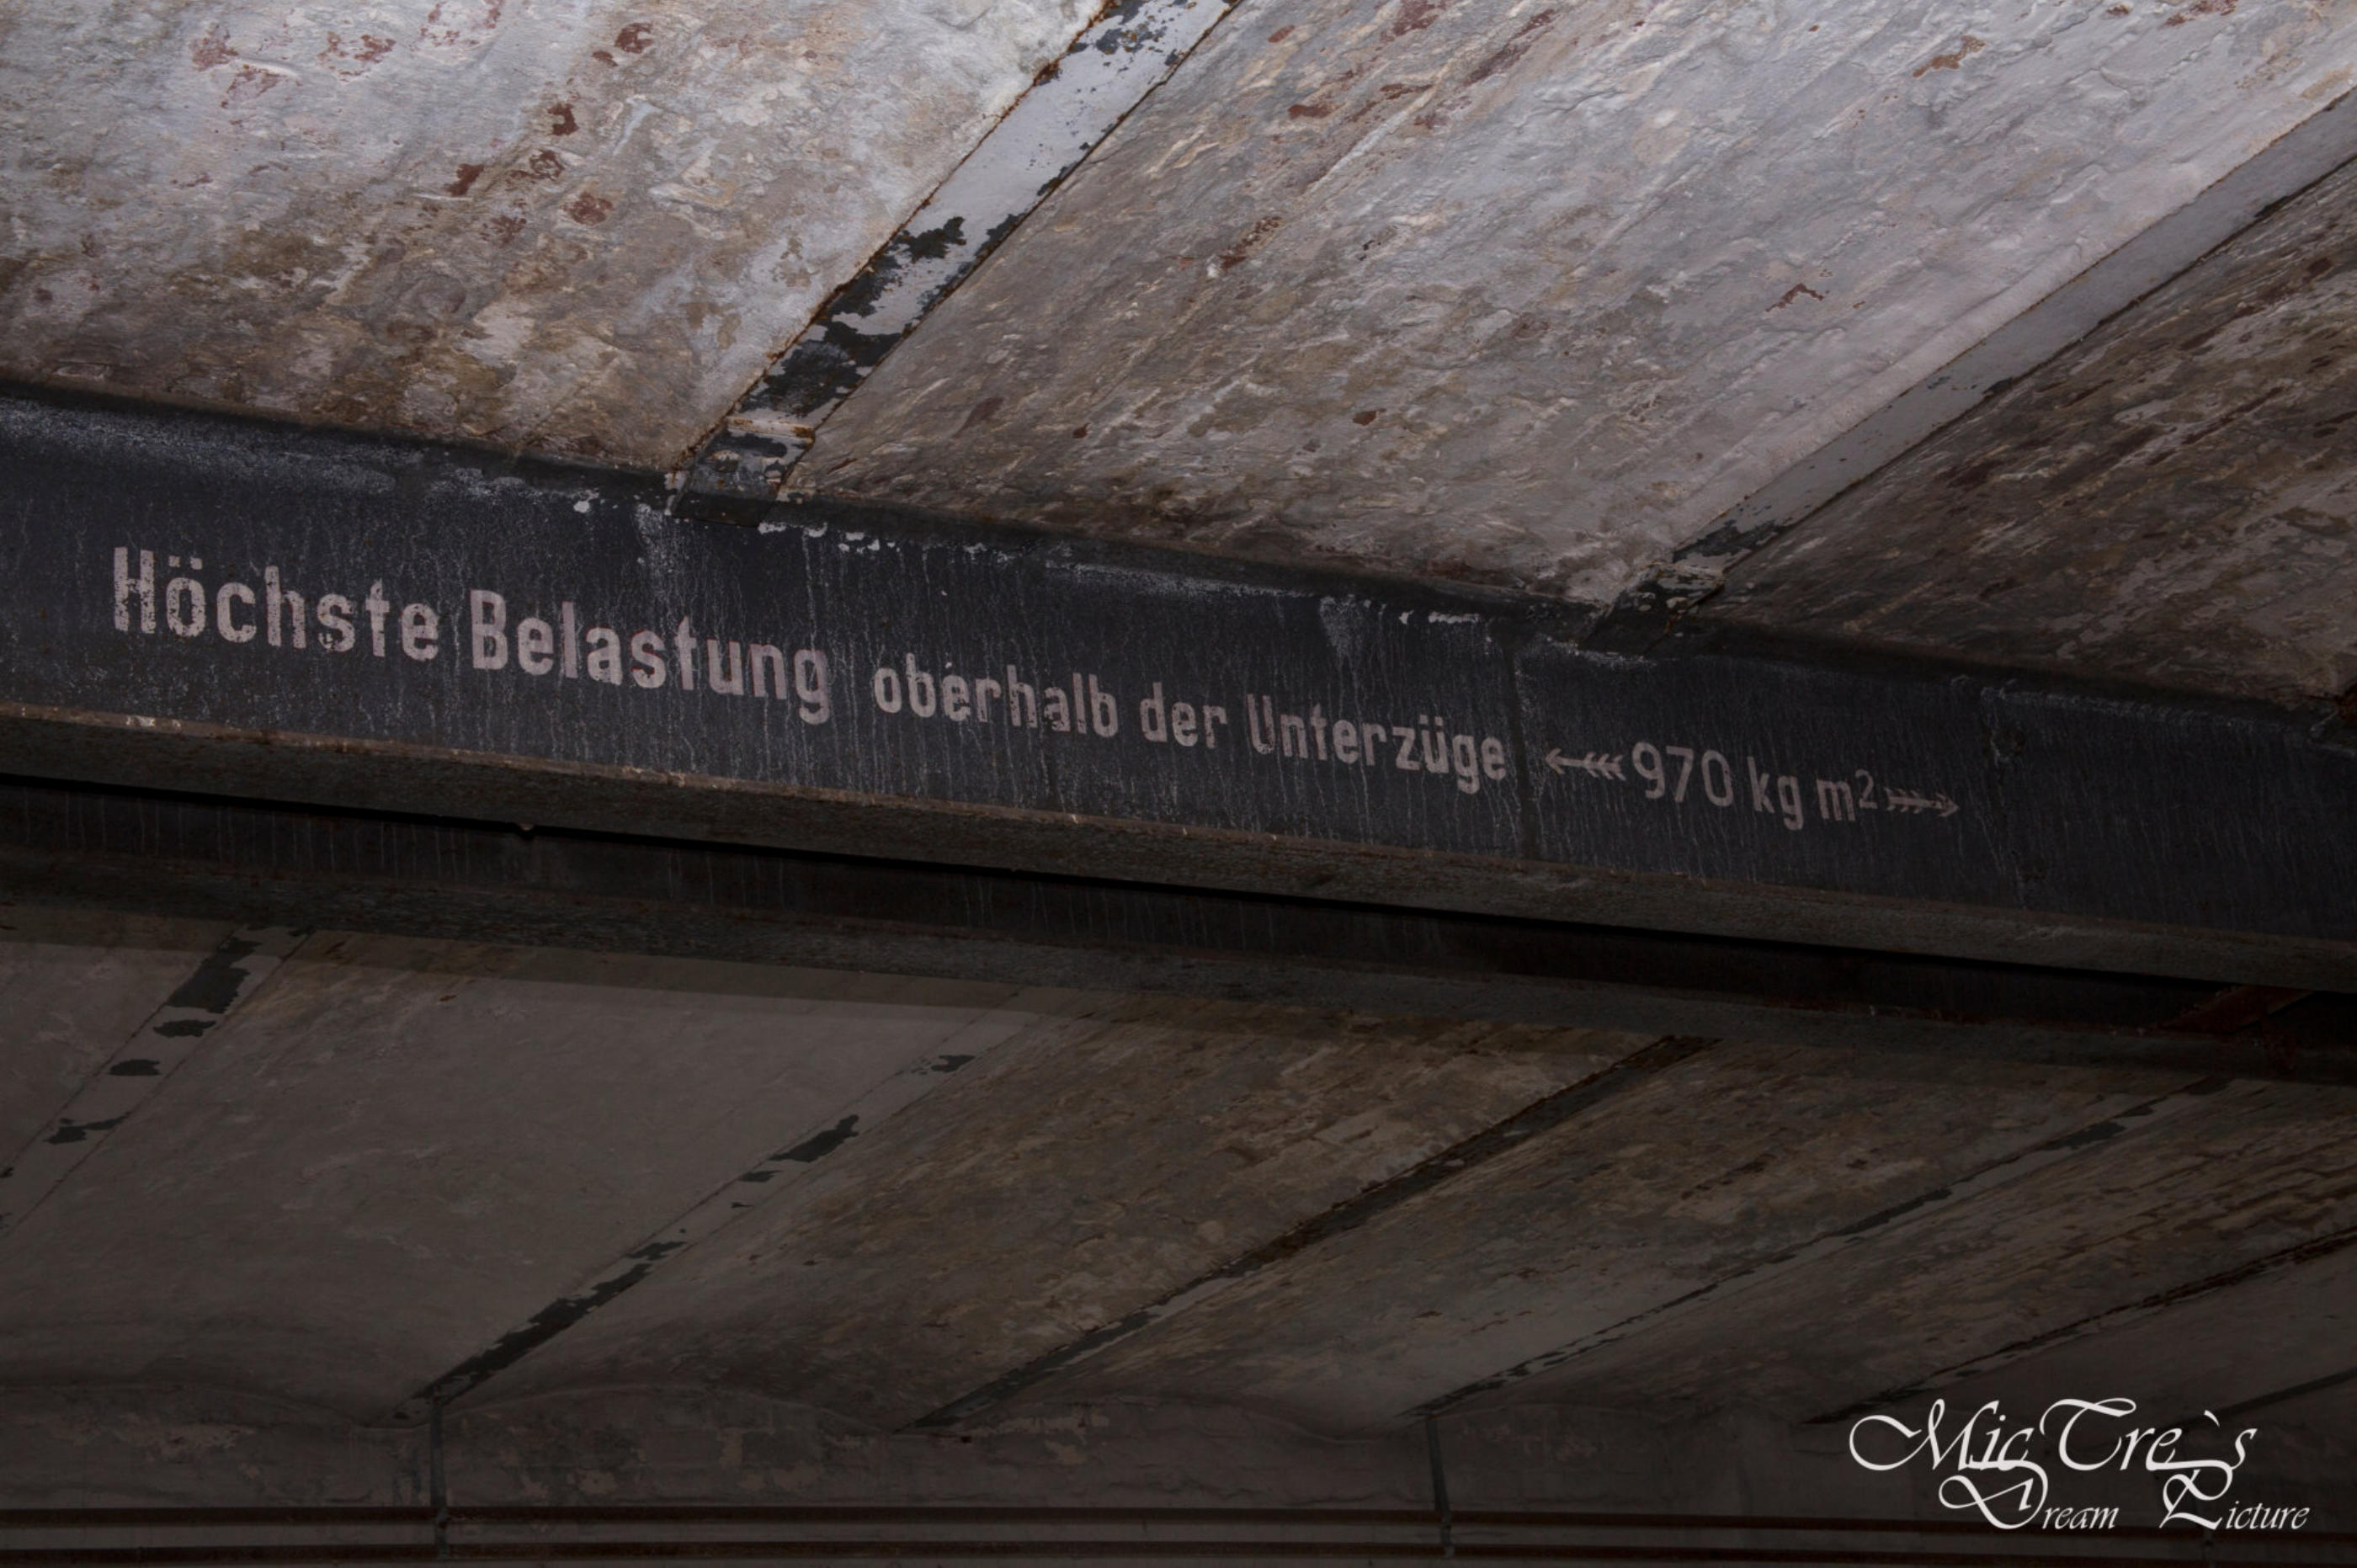 Höchste Belastung oberhalb der Unterzüge ←970 kg m²→
MicTre`s
Dream Picture